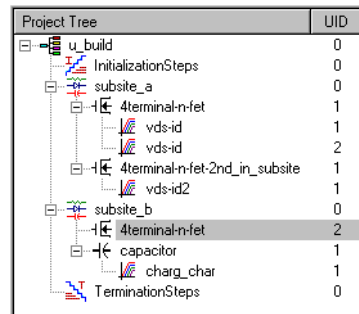 Project Tree UID
u_build 0
InitializationSteps 0
subsite_a 0
4terminal-n-fet 1
vds-id 1
vds-id 2
4terminal-n-fet-2nd_in_subsite 1
vds-id2 1
subsite_b 0
4terminal-n-fet 2
capacitor 1
charg_char 1
TerminationSteps 0